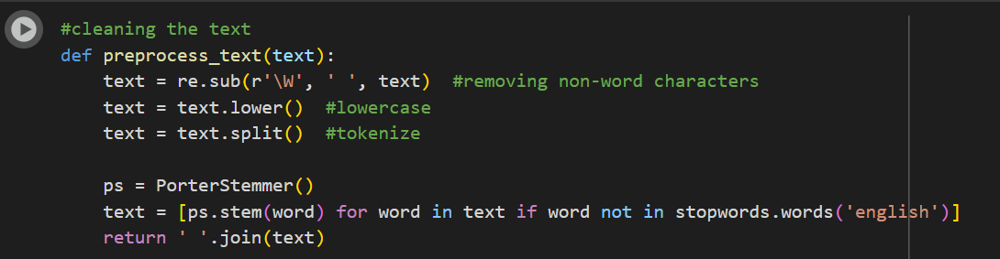 #cleaning the text
def preprocess_text(text):
    text = re.sub(r'\W', ' ', text)  #removing non-word characters
    text = text.lower()  #lowercase
    text = text.split()  #tokenize

    ps = PorterStemmer()
    text = [ps.stem(word) for word in text if word not in stopwords.words('english')]
    return ' '.join(text)